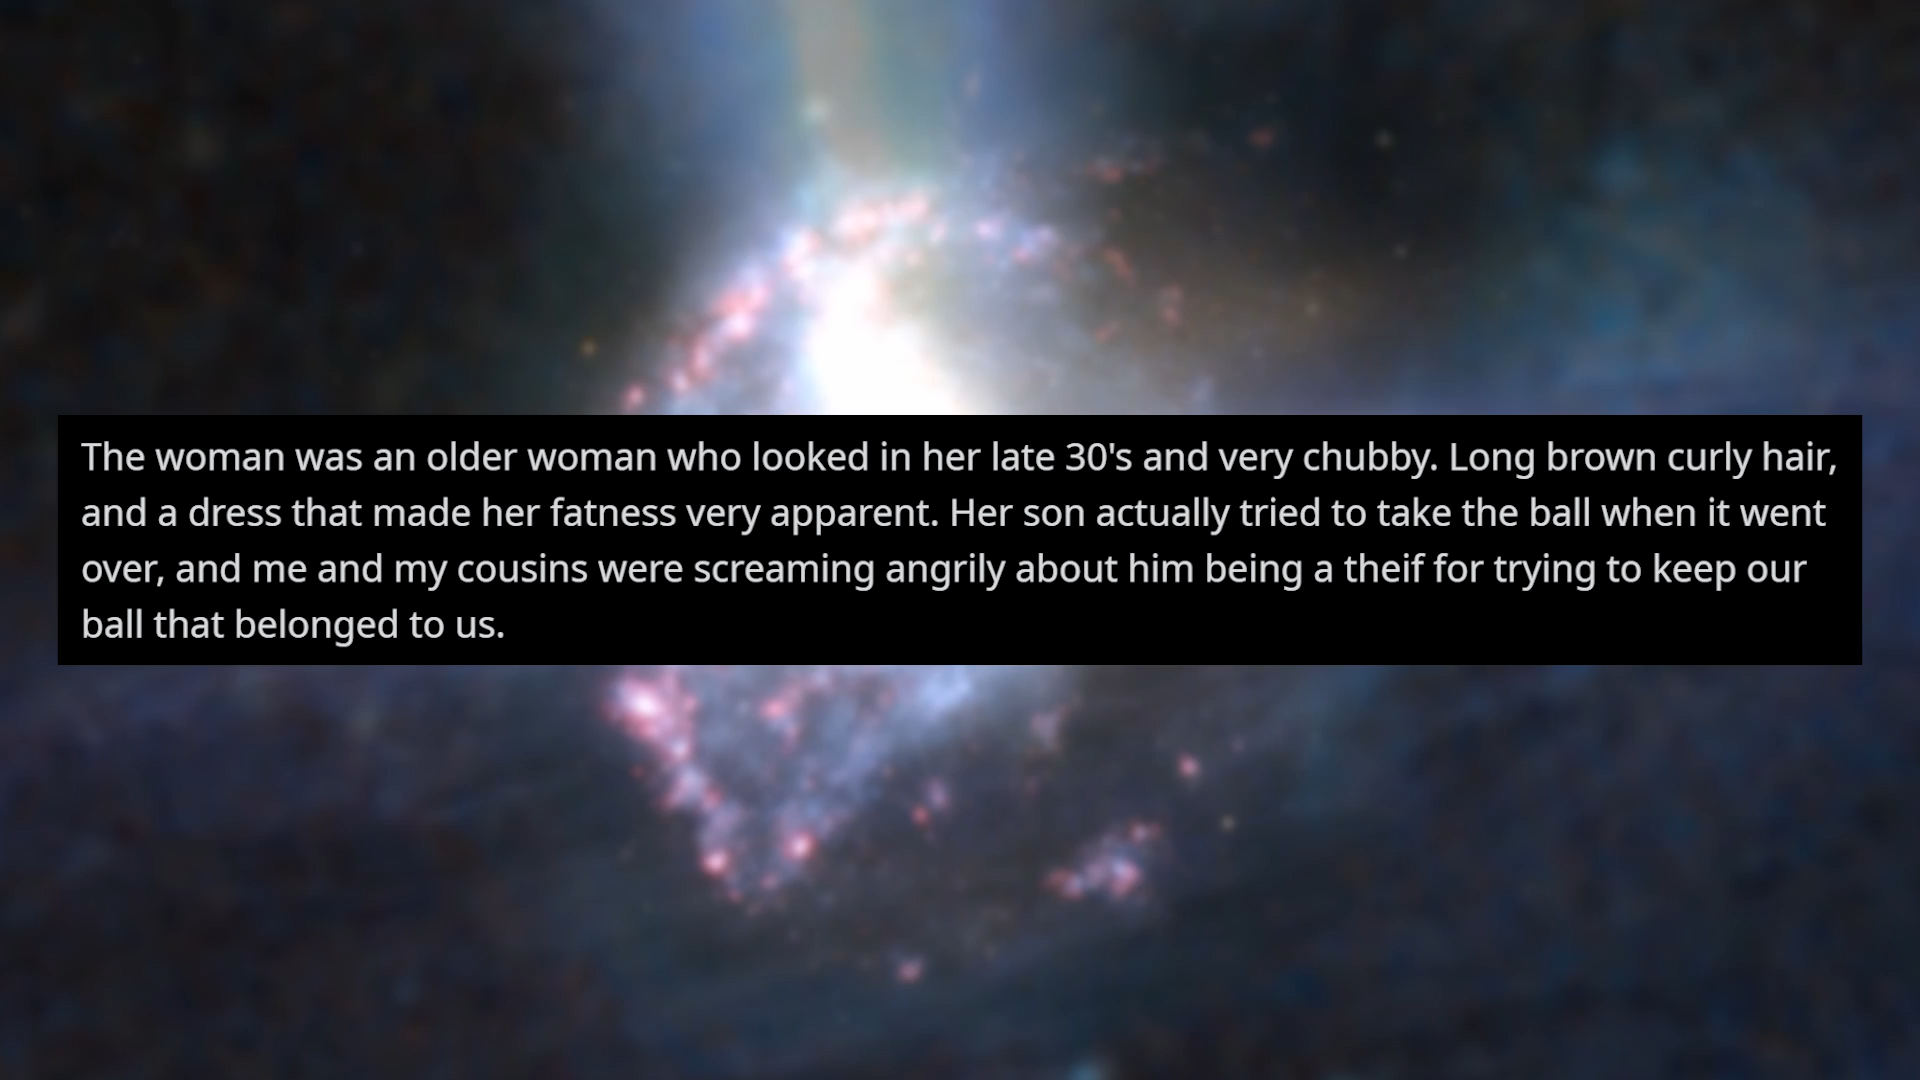 The woman was an older woman who looked in her late 30's and very chubby. Long brown curly hair,
and a dress that made her fatness very apparent. Her son actually tried to take the ball when it went
over, and me and my cousins were screaming angrily about him being a theif for trying to keep our
ball that belonged to us.